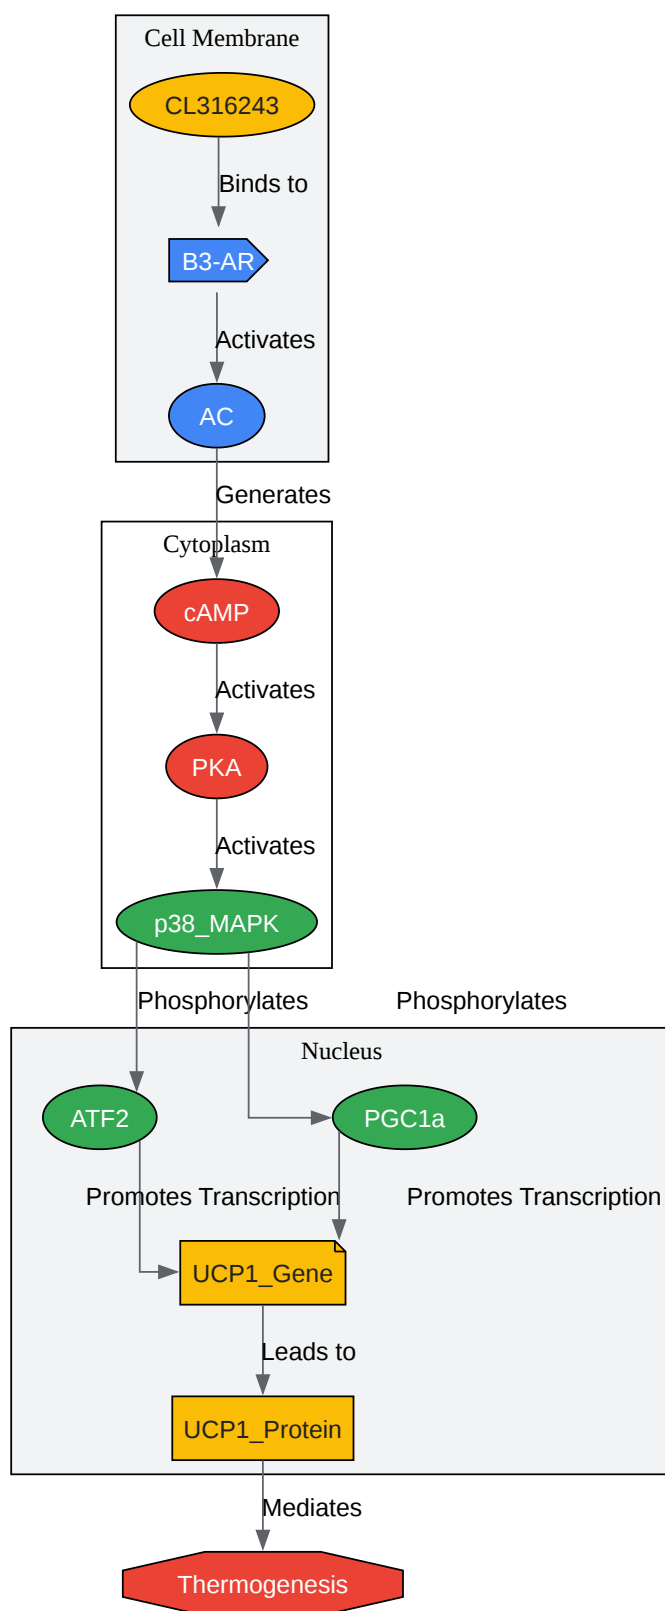 Cell Membrane
CL316243
Binds to
B3-AR
Activates
AC
Generates
Cytoplasm
cAMP
Activates
PKA
Activates
p38_MAPK
Phosphorylates
Phosphorylates
Nucleus
ATF2
PGC1a
Promotes Transcription
Promotes Transcription
UCP1_Gene
Leads to
UCP1_Protein
Mediates
Thermogenesis